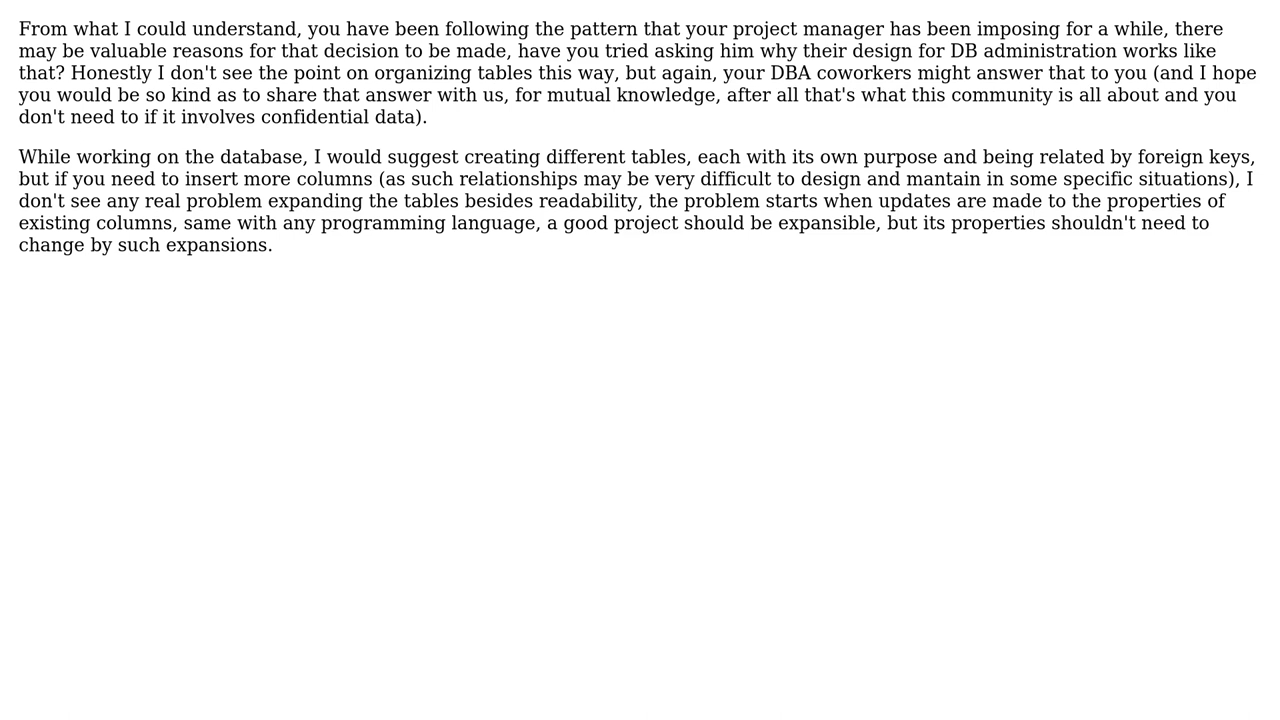 From what I could understand, you have been following the pattern that your project manager has been imposing for a while, there
may be valuable reasons for that decision to be made, have you tried asking him why their design for DB administration works like
that? Honestly I don't see the point on organizing tables this way, but again, your DBA coworkers might answer that to you (and I hope
you would be so kind as to share that answer with us, for mutual knowledge, after all that's what this community is all about and you
don't need to if it involves confidential data).
While working on the database, I would suggest creating different tables, each with its own purpose and being related by foreign keys,
but if you need to insert more columns (as such relationships may be very difficult to design and mantain in some specific situations), I
don't see any real problem expanding the tables besides readability, the problem starts when updates are made to the properties of
existing columns, same with any programming language, a good project should be expansible, but its properties shouldn't need to
change by such expansions.